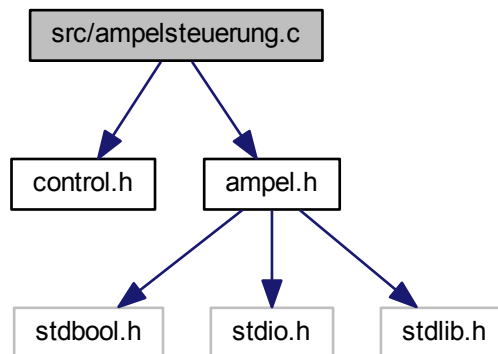 src/ampelsteuerung.c
control.h
ampel.h
stdbool.h
stdio.h
stdlib.h